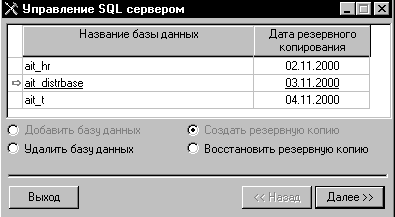 Управление SQL сервером
Название базы данных Дата резервного копирования
ait_hr 02.11.2000
ait_distrbase 03.11.2000
ait_t 04.11.2000
Добавить базу данных Создать резервную копию
Удалить базу данных Восстановить резервную копию
Выход << Назад Далее >>